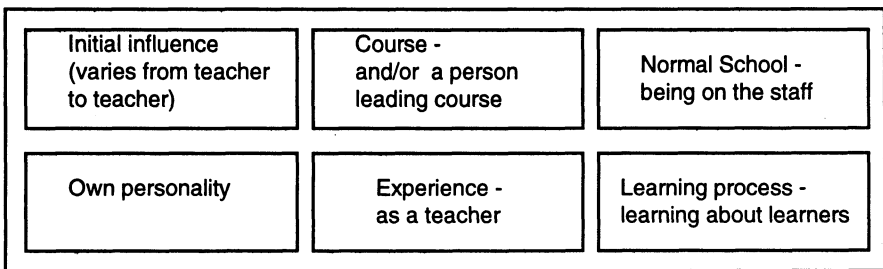 Initial influence
(varies from teacher
to teacher)
Course -
and/or a person
leading course
Normal School -
being on the staff
Own personality
Experience -
as a teacher
Learning process -
learning about learners